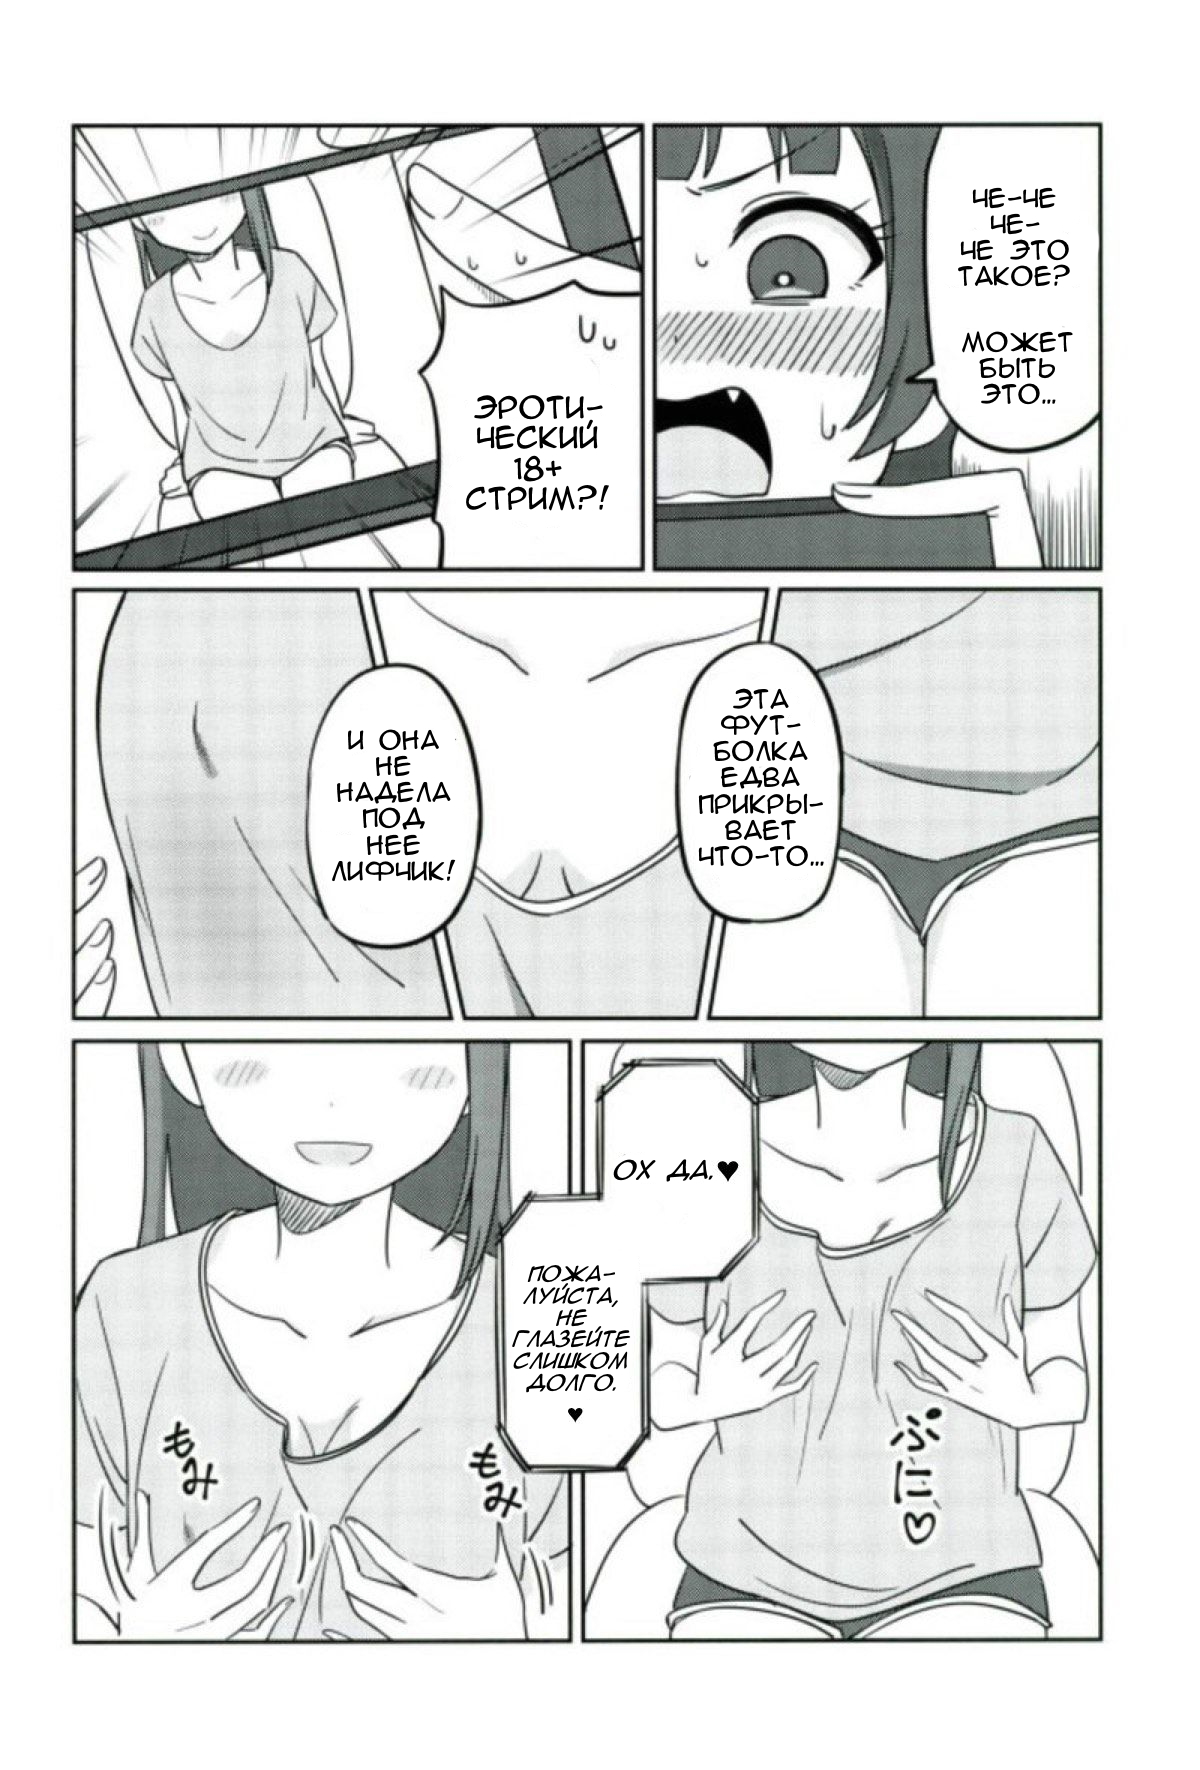 ЧЕ-ЧЕ
ЧЕ-
ЧЕ ЭТО
ТАКОЕ?
МОЖЕТ
БЫТЬ
ЭТО...
ЭРОТИ-
ЧЕСКИЙ
18+
СТРИМ?!
ЭТА
ФУТ-
БОЛКА
ЕДВА
ПРИКРЫ-
ВАЕТ
ЧТО-ТО...
И ОНА
НЕ
НАДЕЛА
ПОД
НЕЕ
ЛИФЧИК!
ОХ ДА.♥
ПОЖА-
ЛУЙСТА,
НЕ
ГЛАЗЕЙТЕ
СЛИШКОМ
ДОЛГО.
♥
ぷに♡
もみ
もみ